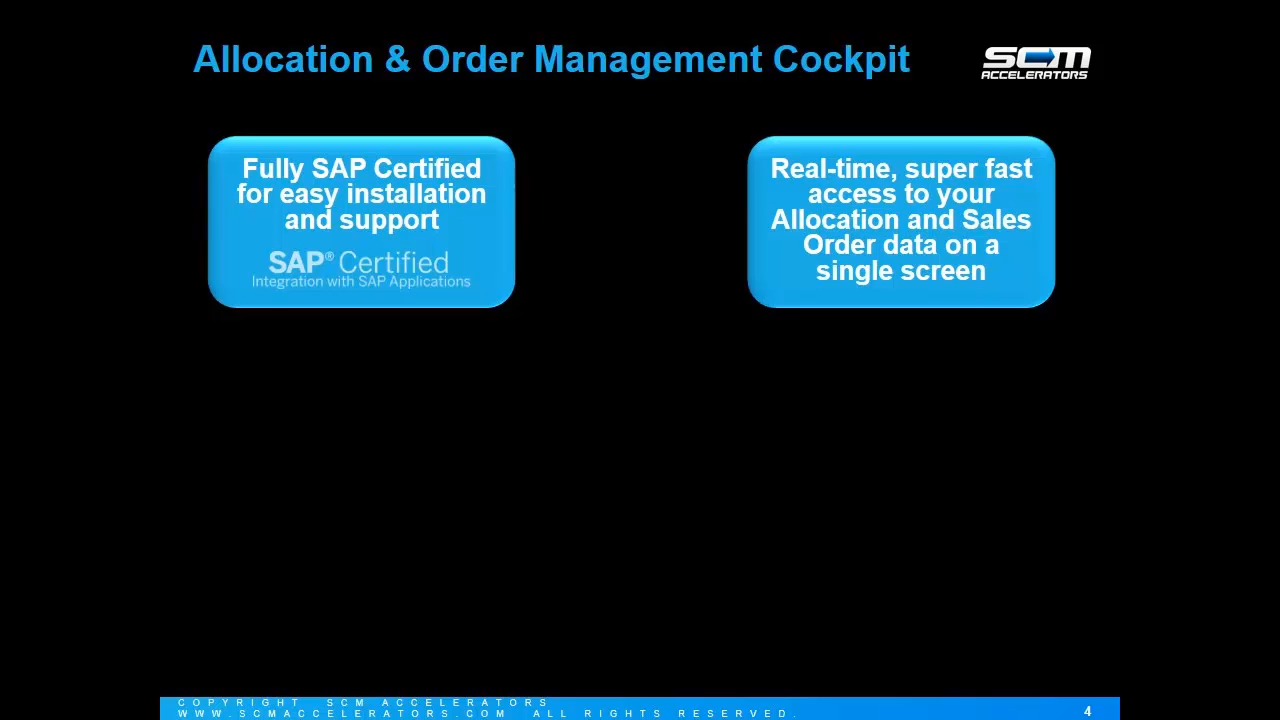 Allocation & Order Management Cockpit
SCM
ACCELERATORS
Fully SAP Certified
for easy installation
and support
SAP® Certified
Integration with SAP Applications
Real-time, super fast
access to your
Allocation and Sales
Order data on a
single screen
COPYRIGHT SCM ACCELERATORS
WWW.SCMACCELERATORS.COM ALL RIGHTS RESERVED.
4